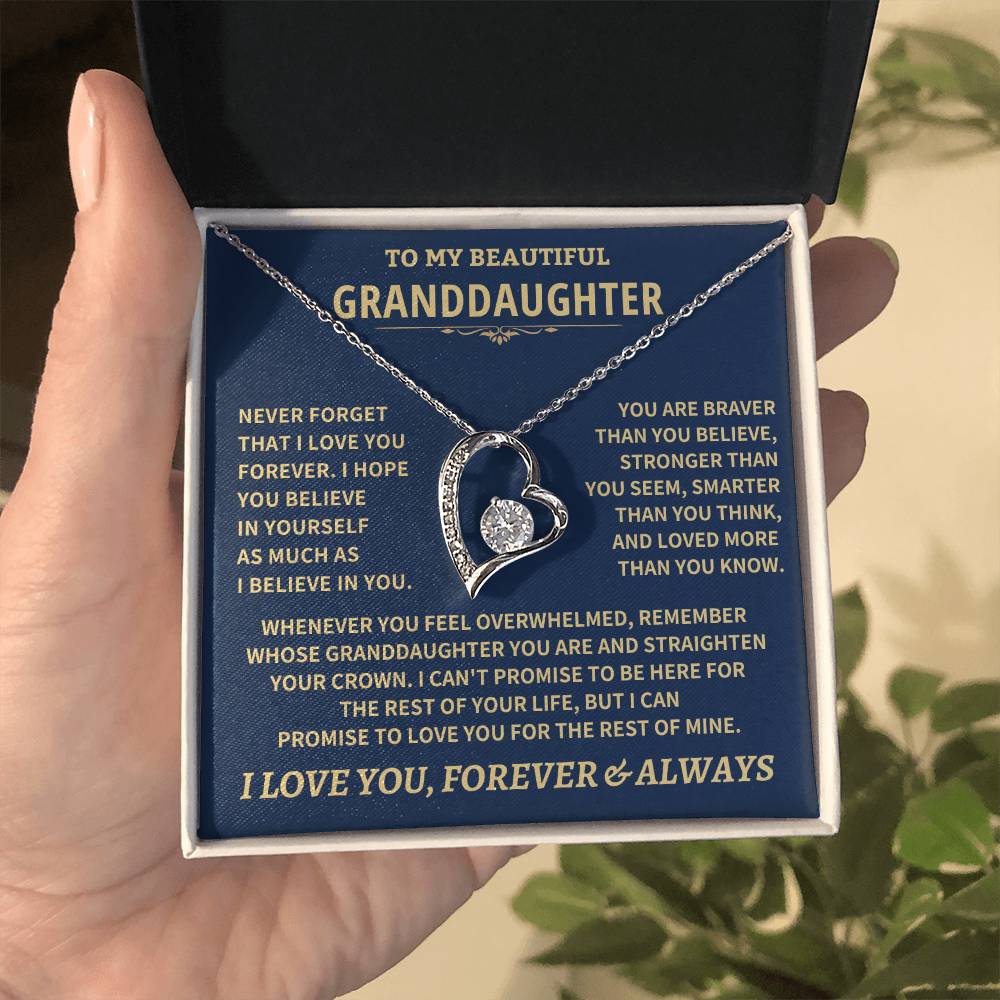 TO MY BEAUTIFUL
GRANDDAUGHTER
NEVER FORGET
THAT I LOVE YOU
FOREVER. I HOPE
YOU BELIEVE
IN YOURSELF
AS MUCH AS
I BELIEVE IN YOU.
YOU ARE BRAVER
THAN YOU BELIEVE,
STRONGER THAN
YOU SEEM, SMARTER
THAN YOU THINK,
AND LOVED MORE
THAN YOU KNOW.
WHENEVER YOU FEEL OVERWHELMED, REMEMBER
WHOSE GRANDDAUGHTER YOU ARE AND STRAIGHTEN
YOUR CROWN. I CAN'T PROMISE TO BE HERE FOR
THE REST OF YOUR LIFE, BUT I CAN
PROMISE TO LOVE YOU FOR THE REST OF MINE.
I LOVE YOU, FOREVER & ALWAYS